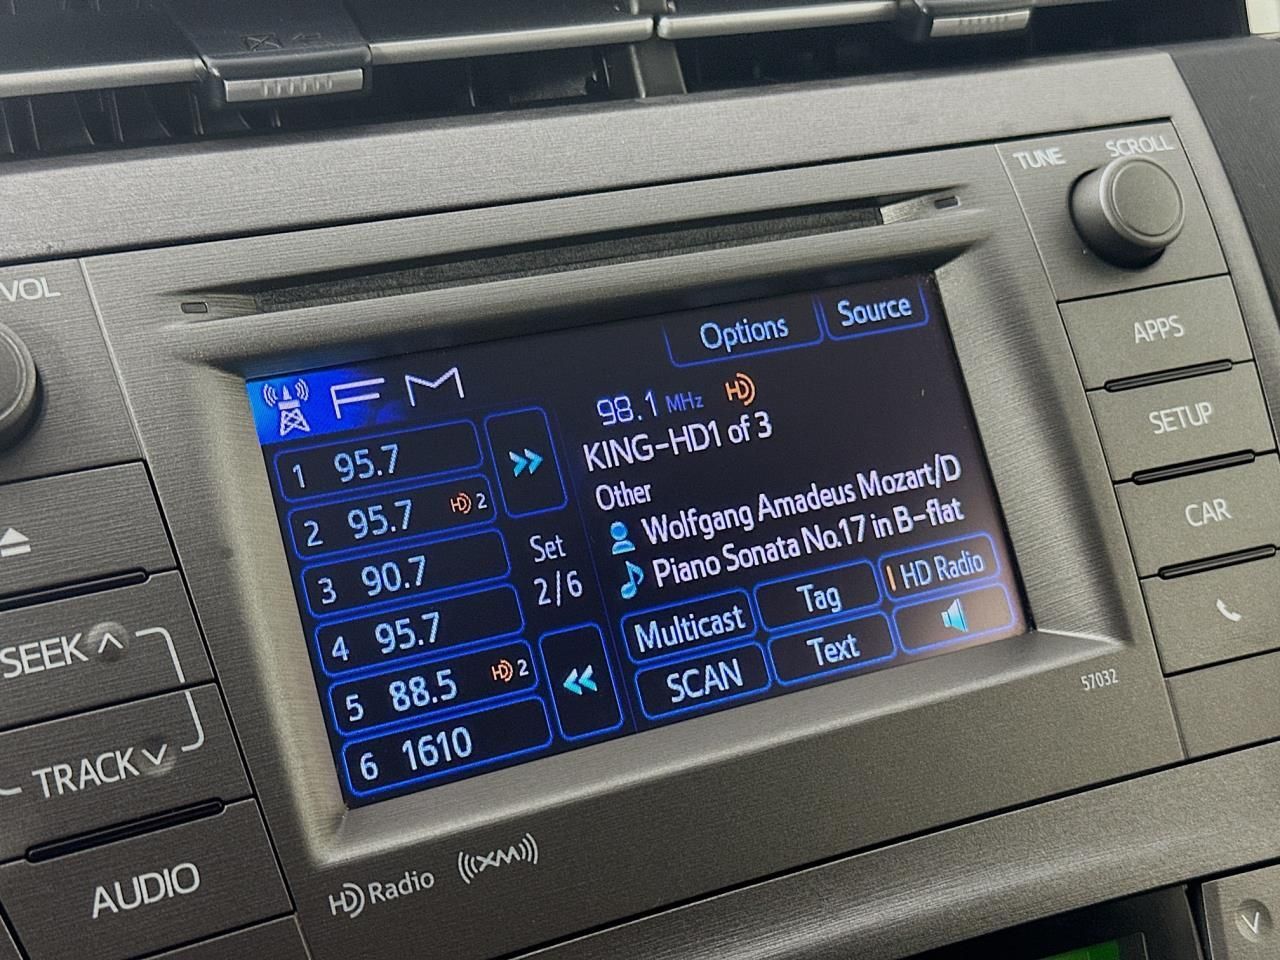 TUNE SCROLL
VOL
Options Source
FM
98.1 MHz HD
KING-HD1 of 3
Other
Wolfgang Amadeus Mozart/D
Piano Sonata No.17 in B-flat
1 95.7
2 95.7 HD 2
3 90.7
4 95.7
5 88.5 HD 2
6 1610
Set
2/6
Multicast Tag HD Radio
SCAN Text
APPS
SETUP
CAR
SEEK
TRACK
AUDIO
57032
HD Radio ((XM))